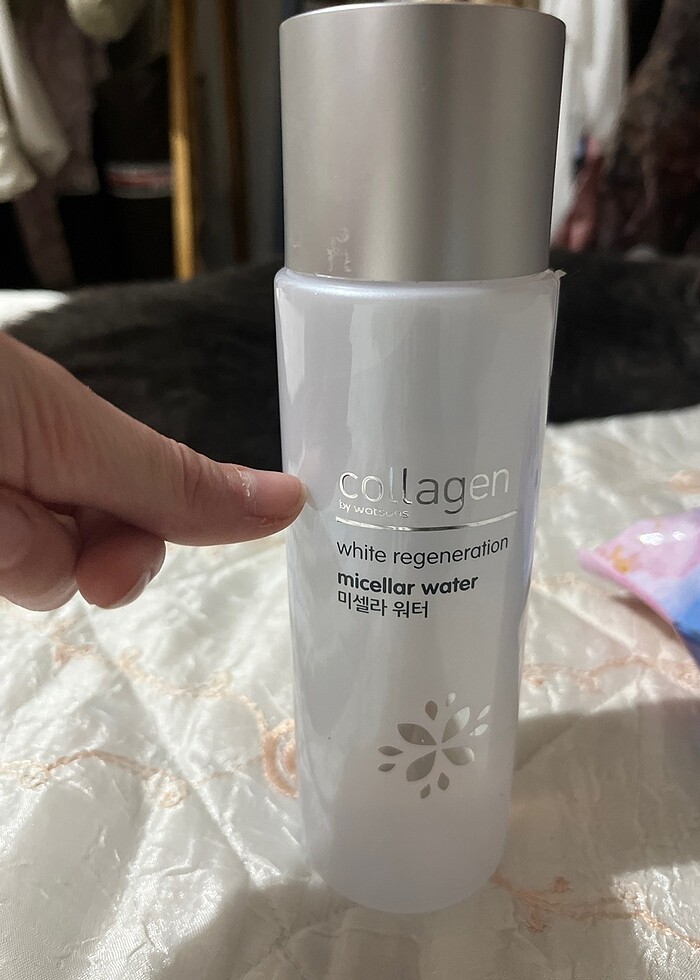 collagen
by watsons
white regeneration
micellar water
미셀라 워터